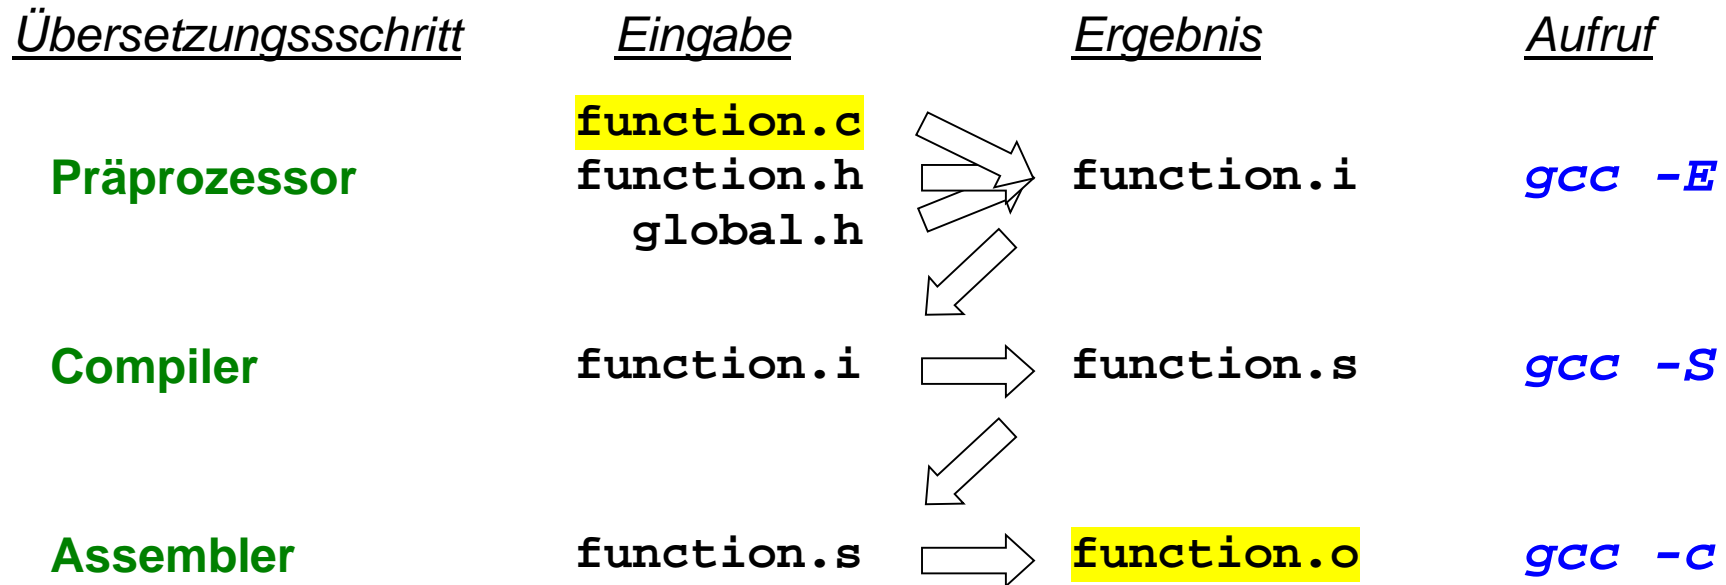 Übersetzungssschritt Eingabe Ergebnis Aufruf
function.c
Präprozessor function.h function.i gcc -E
global.h
Compiler function.i function.s gcc -S
Assembler function.s function.o gcc -c